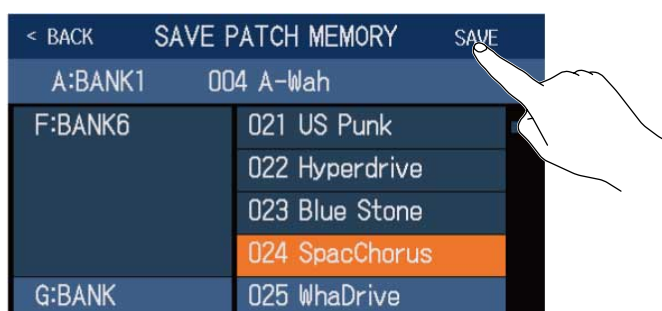 < BACK SAVE PATCH MEMORY SAVE
A:BANK1 004 A-Wah
F:BANK6 021 US Punk
022 Hyperdrive
023 Blue Stone
024 SpacChorus
G:BANK 025 WhaDrive